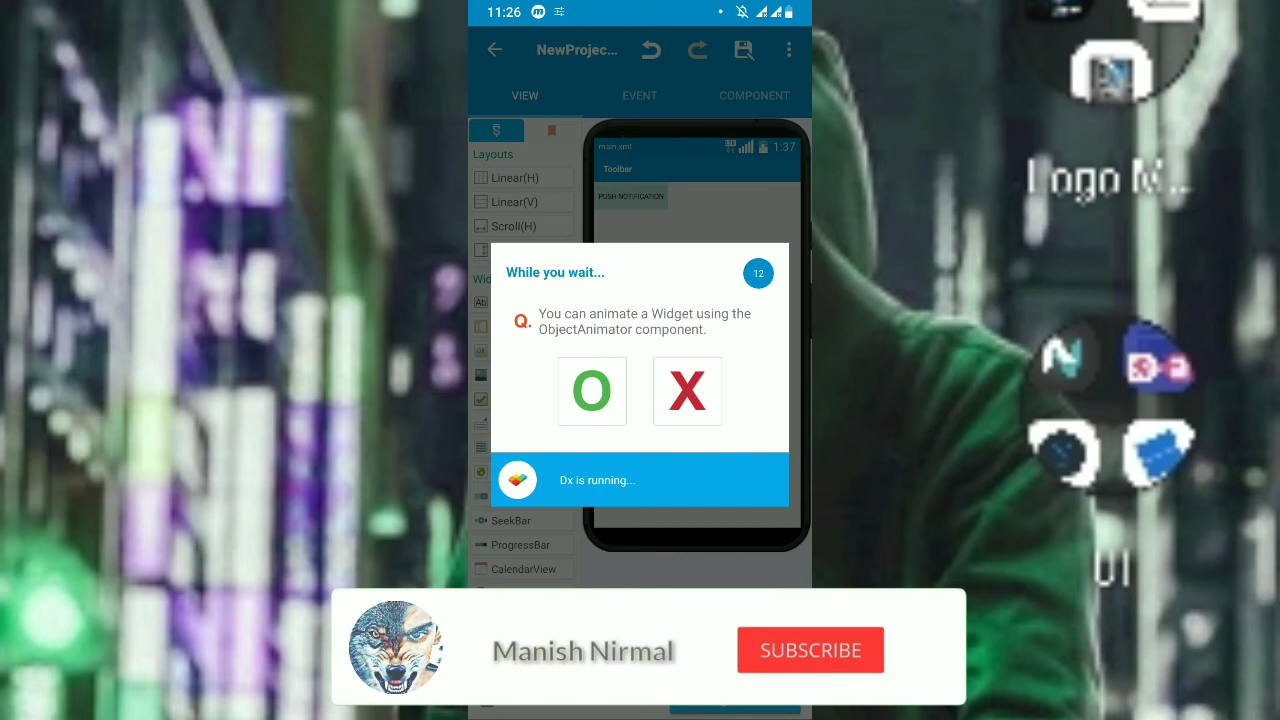 11:26
NewProjec...
VIEW
EVENT
COMPONENT
Layouts
Linear(H)
Linear(V)
Scroll(H)
main.xml
1:37
Toolbar
PUSH NOTIFICATION
While you wait...
12
Q. You can animate a Widget using the
ObjectAnimator component.
O
X
Dx is running...
Ab
SeekBar
ProgressBar
CalendarView
Logo M...
UI
Manish Nirmal
SUBSCRIBE